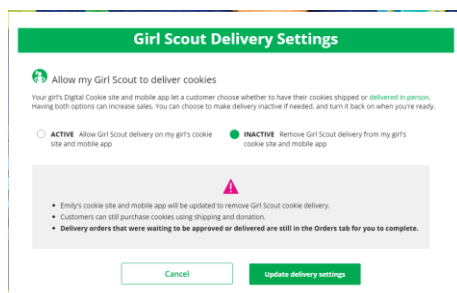 Girl Scout Delivery Settings
Allow my Girl Scout to deliver cookies
Your girl's Digital Cookie site and mobile app let a customer choose whether to have their cookies shipped or delivered in person.
Having both options can increase sales. You can choose to make delivery inactive if needed, and turn it back on when you're ready.
ACTIVE Allow Girl Scout delivery on my girl's cookie
site and mobile app
INACTIVE Remove Girl Scout delivery from my girl's
cookie site and mobile app
• Emily's cookie site and mobile app will be updated to remove Girl Scout cookie delivery.
• Customers can still purchase cookies using shipping and donation.
• Delivery orders that were waiting to be approved or delivered are still in the Orders tab for you to complete.
Cancel
Update delivery settings